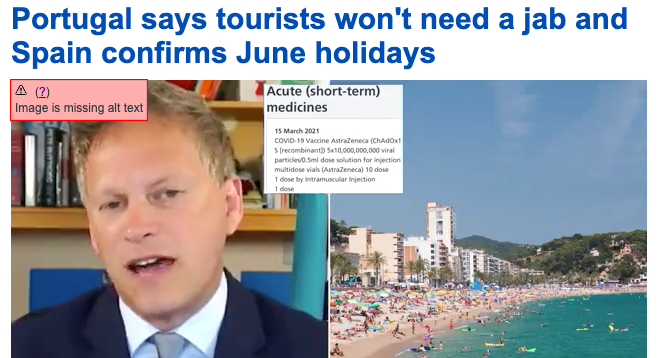 Portugal says tourists won't need a jab and
Spain confirms June holidays
⚠ (?)
Image is missing alt text
Acute (short-term)
medicines
15 March 2021
COVID-19 Vaccine AstraZeneca (ChAdOx1
S [recombinant]) 5x10,000,000,000 viral
particles/0.5ml dose solution for injection
multidose vials (AstraZeneca) 10 dose
1 dose by Intramuscular Injection
1 dose